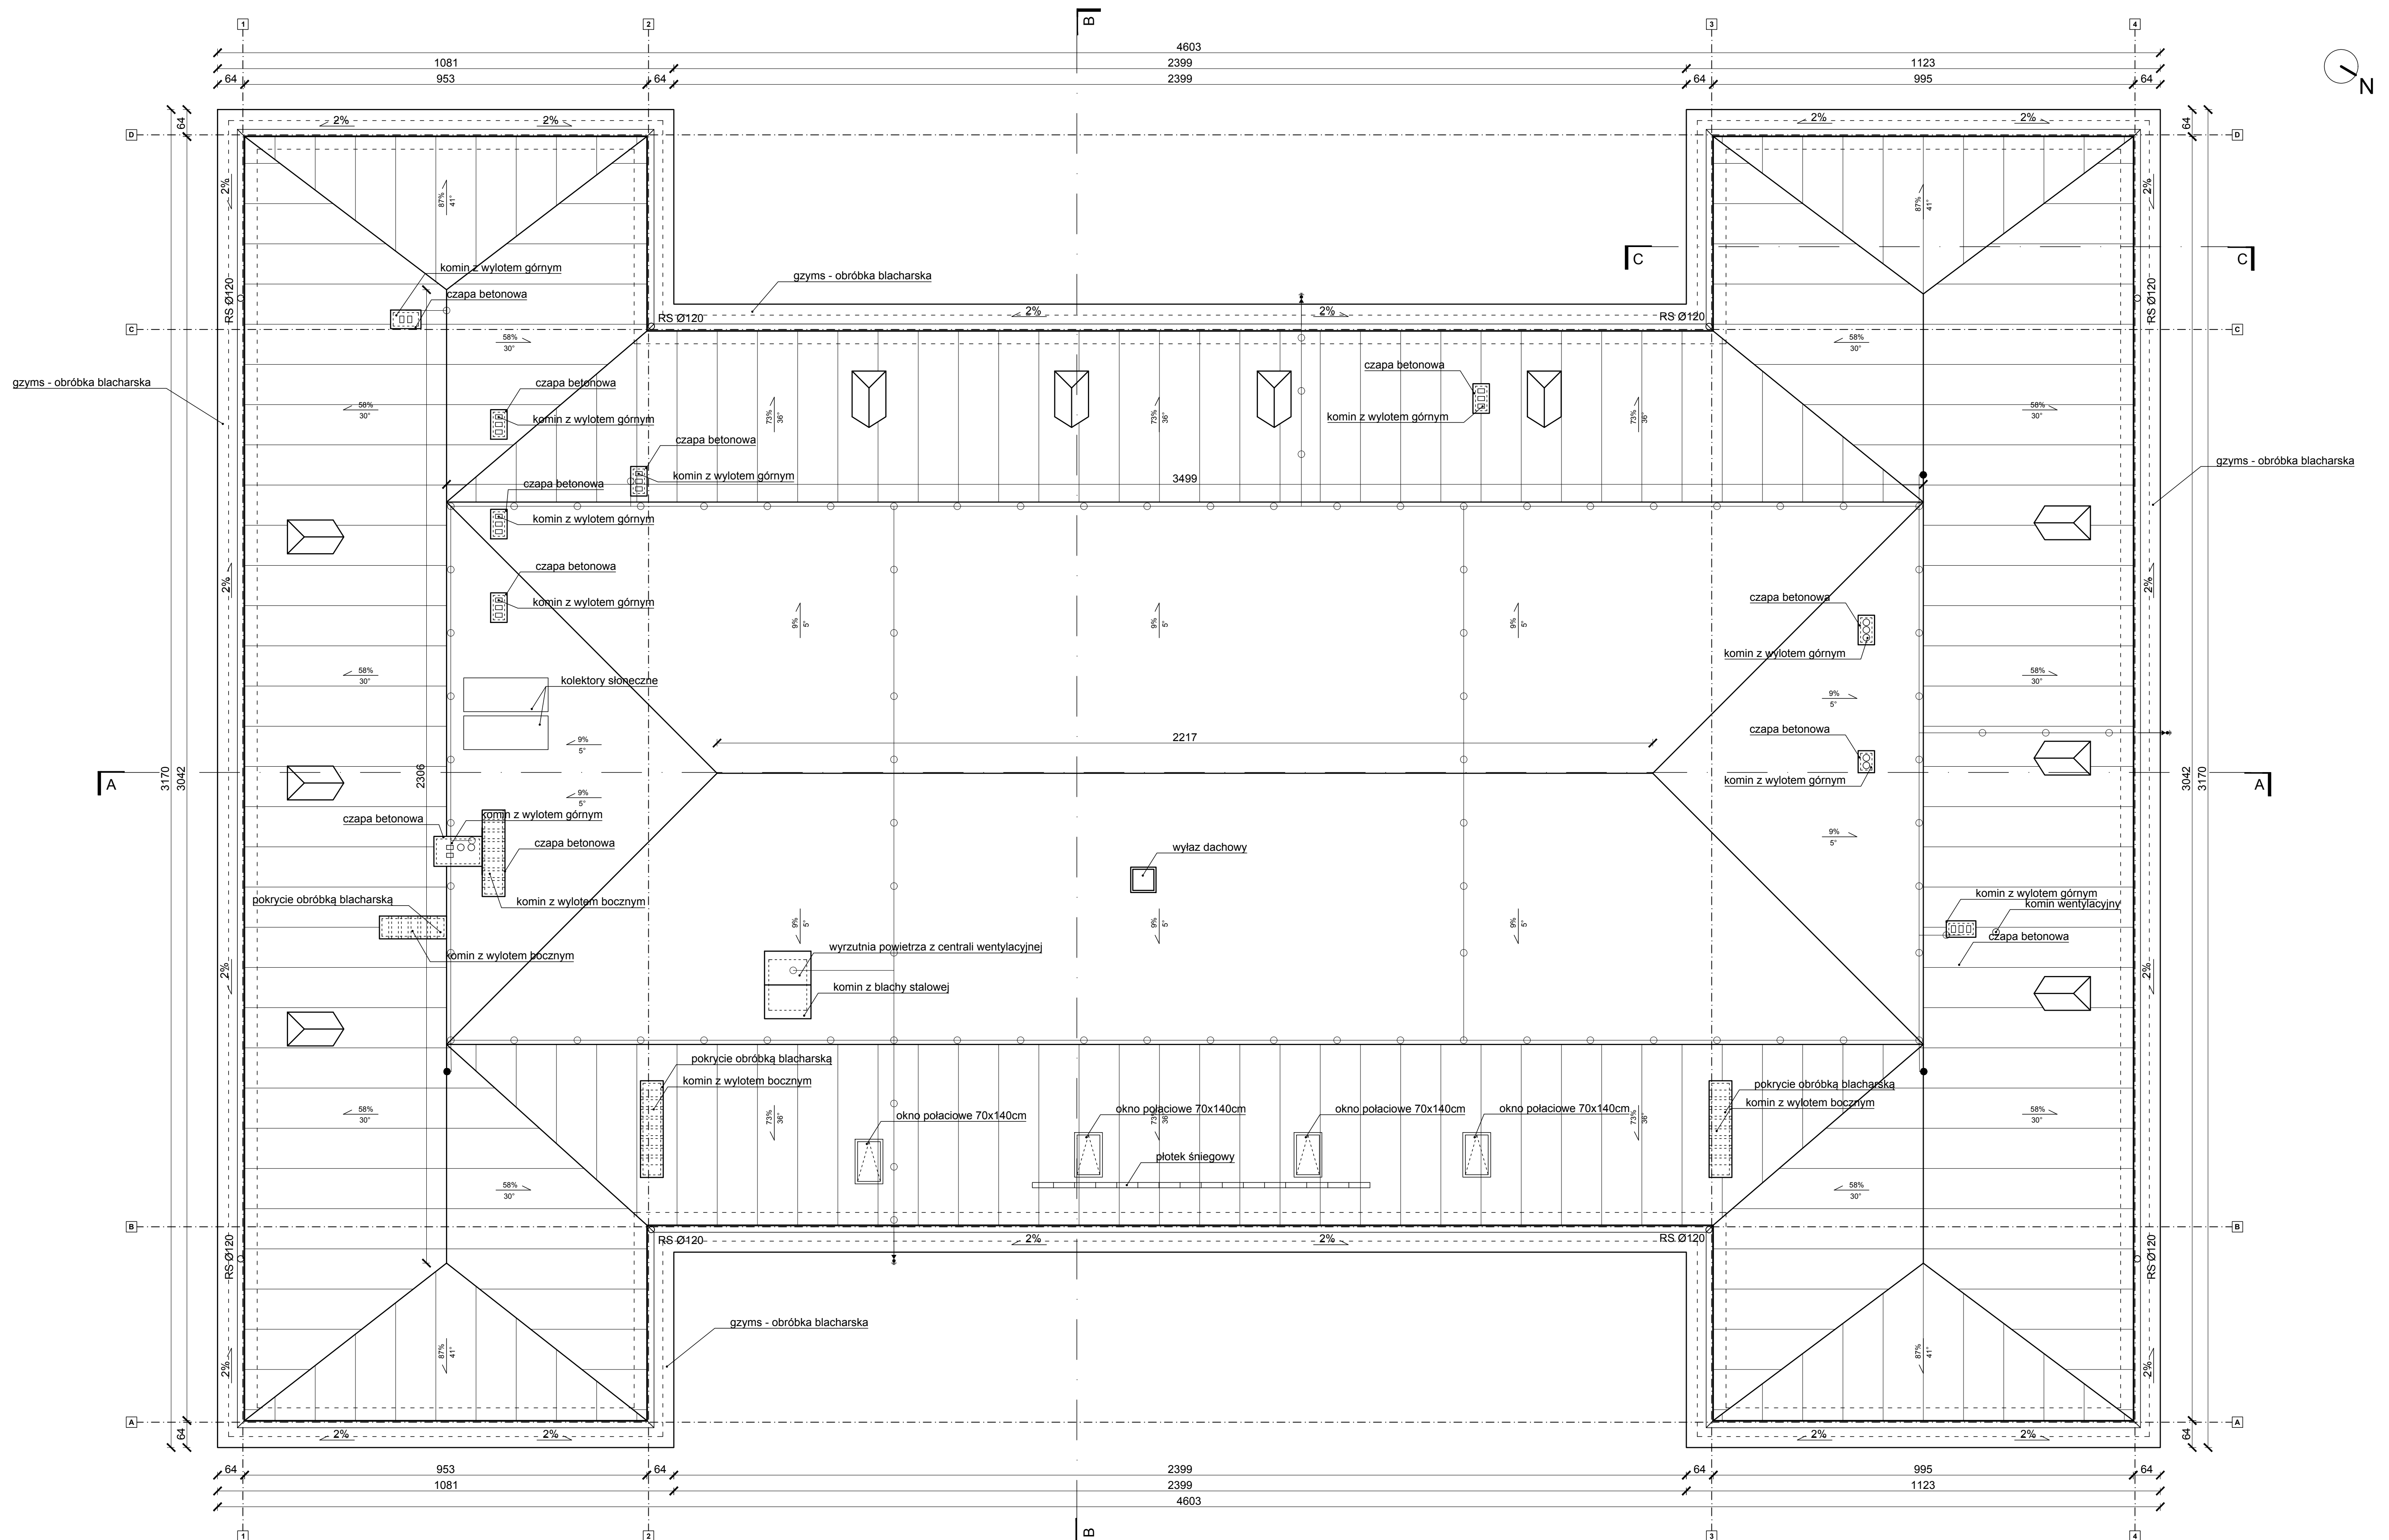 1
2
B
3
4
4603
1081
2399
1123
64
953
64
2399
64
995
64
N
64
64
2%
2%
2%
2%
D
D
2%
2%
87%
41°
87%
41°
C
C
komin z wylotem górnym
gzyms - obróbka blacharska
RS Ø120
czapa betonowa
RS Ø120
2%
2%
RS Ø120
RS Ø120
C
C
58%
30°
58%
30°
gzyms - obróbka blacharska
czapa betonowa
czapa betonowa
58%
30°
komin z wylotem górnym
73%
36°
73%
36°
komin z wylotem górnym
73%
36°
58%
30°
czapa betonowa
gzyms - obróbka blacharska
komin z wylotem górnym
czapa betonowa
3499
komin z wylotem górnym
czapa betonowa
2%
2%
komin z wylotem górnym
9%
5°
9%
5°
9%
5°
czapa betonowa
komin z wylotem górnym
58%
30°
kolektory słoneczne
58%
30°
9%
5°
9%
5°
2217
czapa betonowa
A
3170
3042
2306
komin z wylotem górnym
3042
3170
A
9%
5°
komin z wylotem górnym
czapa betonowa
9%
5°
czapa betonowa
wyłaz dachowy
pokrycie obróbką blacharską
komin z wylotem bocznym
komin z wylotem górnym
komin wentylacyjny
9%
5°
9%
5°
9%
5°
czapa betonowa
komin z wylotem bocznym
wyrzutnia powietrza z centrali wentylacyjnej
2%
2%
komin z blachy stalowej
pokrycie obróbką blacharską
komin z wylotem bocznym
pokrycie obróbką blacharską
komin z wylotem bocznym
58%
30°
73%
36°
okno połaciowe 70x140cm
okno połaciowe 70x140cm
73%
36°
okno połaciowe 70x140cm
okno połaciowe 70x140cm
73%
36°
58%
30°
płotek śniegowy
58%
30°
58%
30°
B
B
RS Ø120
RS Ø120
2%
2%
RS Ø120
RS Ø120
gzyms - obróbka blacharska
2%
87%
41°
87%
41°
2%
A
A
64
2%
2%
2%
2%
64
64
953
64
2399
64
995
64
1081
2399
1123
4603
1
2
B
3
4